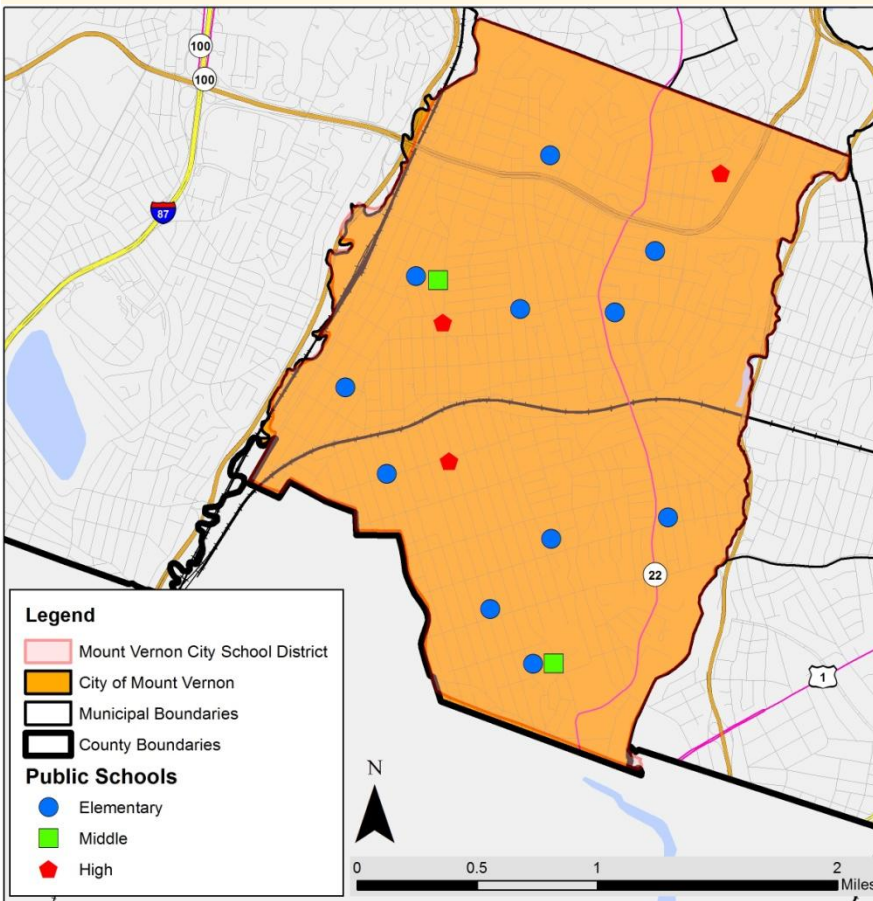 100
100
87
22
1
Legend
Mount Vernon City School District
City of Mount Vernon
Municipal Boundaries
County Boundaries
Public Schools
Elementary
Middle
High
N
0 0.5 1 2
Miles